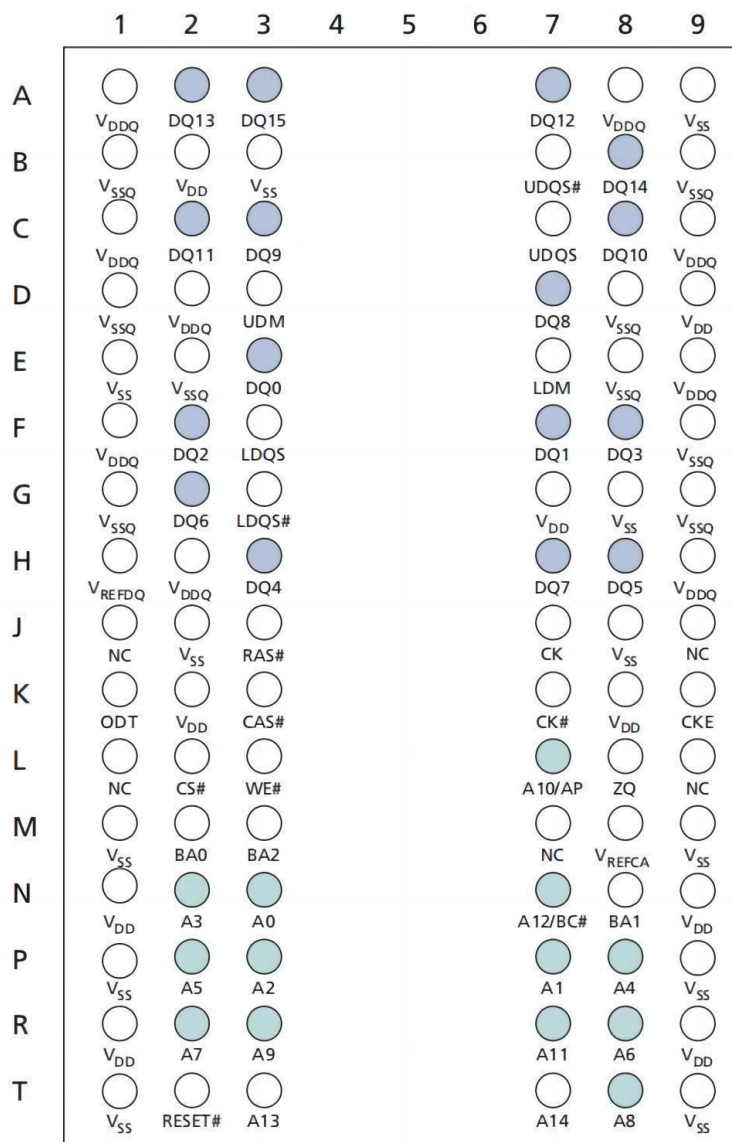 1 2 3 4 5 6 7 8 9
A
VDDQ DQ13 DQ15 DQ12 VDDQ VSS
B
VSSQ VDD VSS UDQS# DQ14 VSSQ
C
VDDQ DQ11 DQ9 UDQS DQ10 VDDQ
D
VSSQ VDDQ UDM DQ8 VSSQ VDD
E
VSS VSSQ DQ0 LDM VSSQ VDDQ
F
VDDQ DQ2 LDQS DQ1 DQ3 VSSQ
G
VSSQ DQ6 LDQS# VDD VSS VSSQ
H
VREFDQ VDDQ DQ4 DQ7 DQ5 VDDQ
J
NC VSS RAS# CK VSS NC
K
ODT VDD CAS# CK# VDD CKE
L
NC CS# WE# A10/AP ZQ NC
M
VSS BA0 BA2 NC VREFCA VSS
N
VDD A3 A0 A12/BC# BA1 VDD
P
VSS A5 A2 A1 A4 VSS
R
VDD A7 A9 A11 A6 VDD
T
VSS RESET# A13 A14 A8 VSS